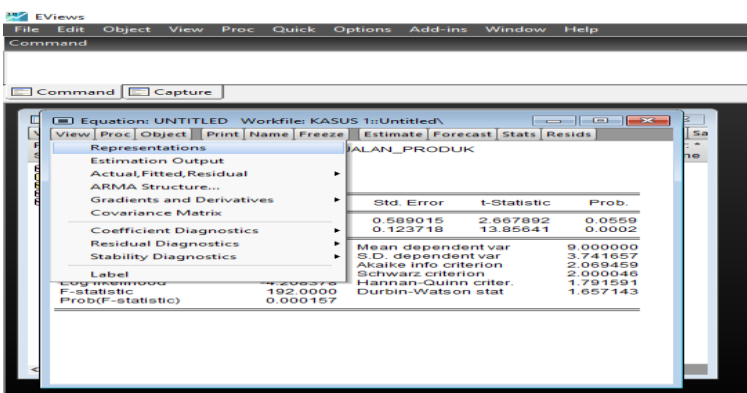 EViews
File Edit Object View Proc Quick Options Add-ins Window Help
Command
Command Capture
Equation: UNTITLED Workfile: KASUS 1::Untitled\
View Proc Object Print Name Freeze Estimate Forecast Stats Resids
Representations
JALAN_PRODUK
Estimation Output
Actual,Fitted,Residual
ARMA Structure...
Gradients and Derivatives
Std. Error t-Statistic Prob.
Covariance Matrix
0.589015 2.667892 0.0559
Coefficient Diagnostics
0.123718 13.85641 0.0002
Residual Diagnostics
Mean dependent var 9.000000
Stability Diagnostics
S.D. dependent var 3.741657
Akaike info criterion 2.069459
Label
Schwarz criterion 2.000046
Log likelihood -4.208378 Hannan-Quinn criter. 1.791591
F-statistic 192.0000 Durbin-Watson stat 1.657143
Prob(F-statistic) 0.000157